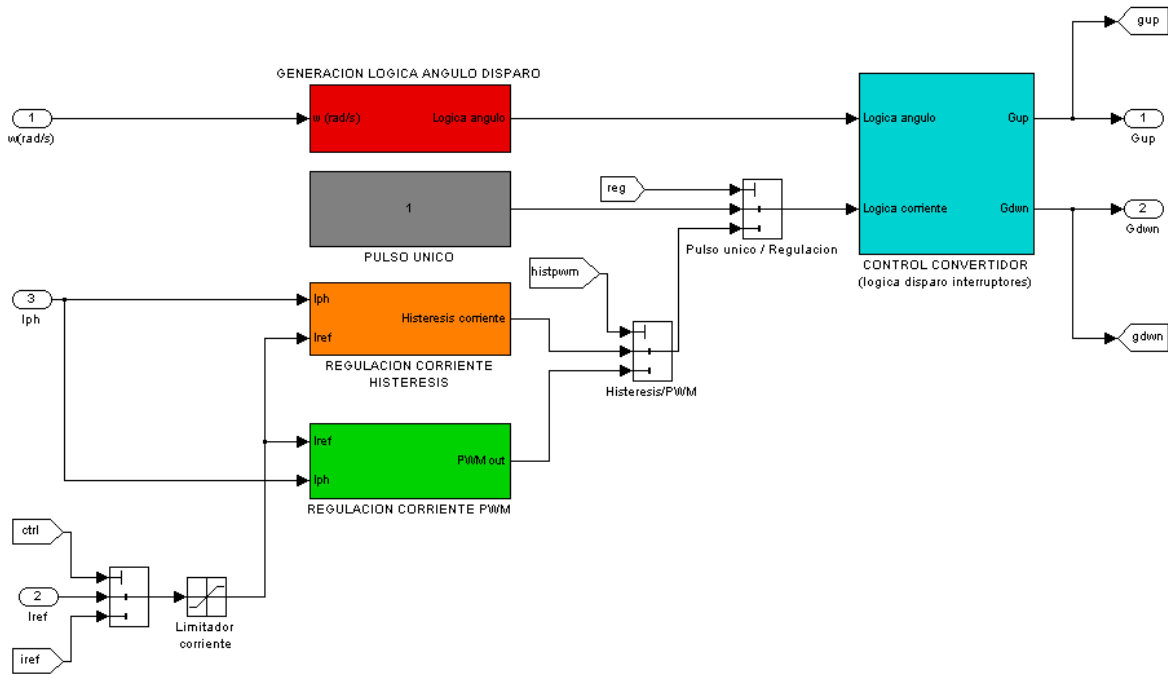 gup
GENERACION LOGICA ANGULO DISPARO
1
w(rad/s)
w (rad/s)
Logica angulo
Logica angulo
Gup
1
Gup
reg
1
PULSO UNICO
Logica corriente
Gdwn
2
Gdwn
Pulso unico / Regulacion
CONTROL CONVERTIDOR
(logica disparo interruptores)
histpwm
3
Iph
Iph
Histeresis corriente
Iref
REGULACION CORRIENTE
HISTERESIS
gdwn
Histeresis/PWM
Iref
PWM out
Iph
REGULACION CORRIENTE PWM
ctrl
2
Iref
Limitador
corriente
iref